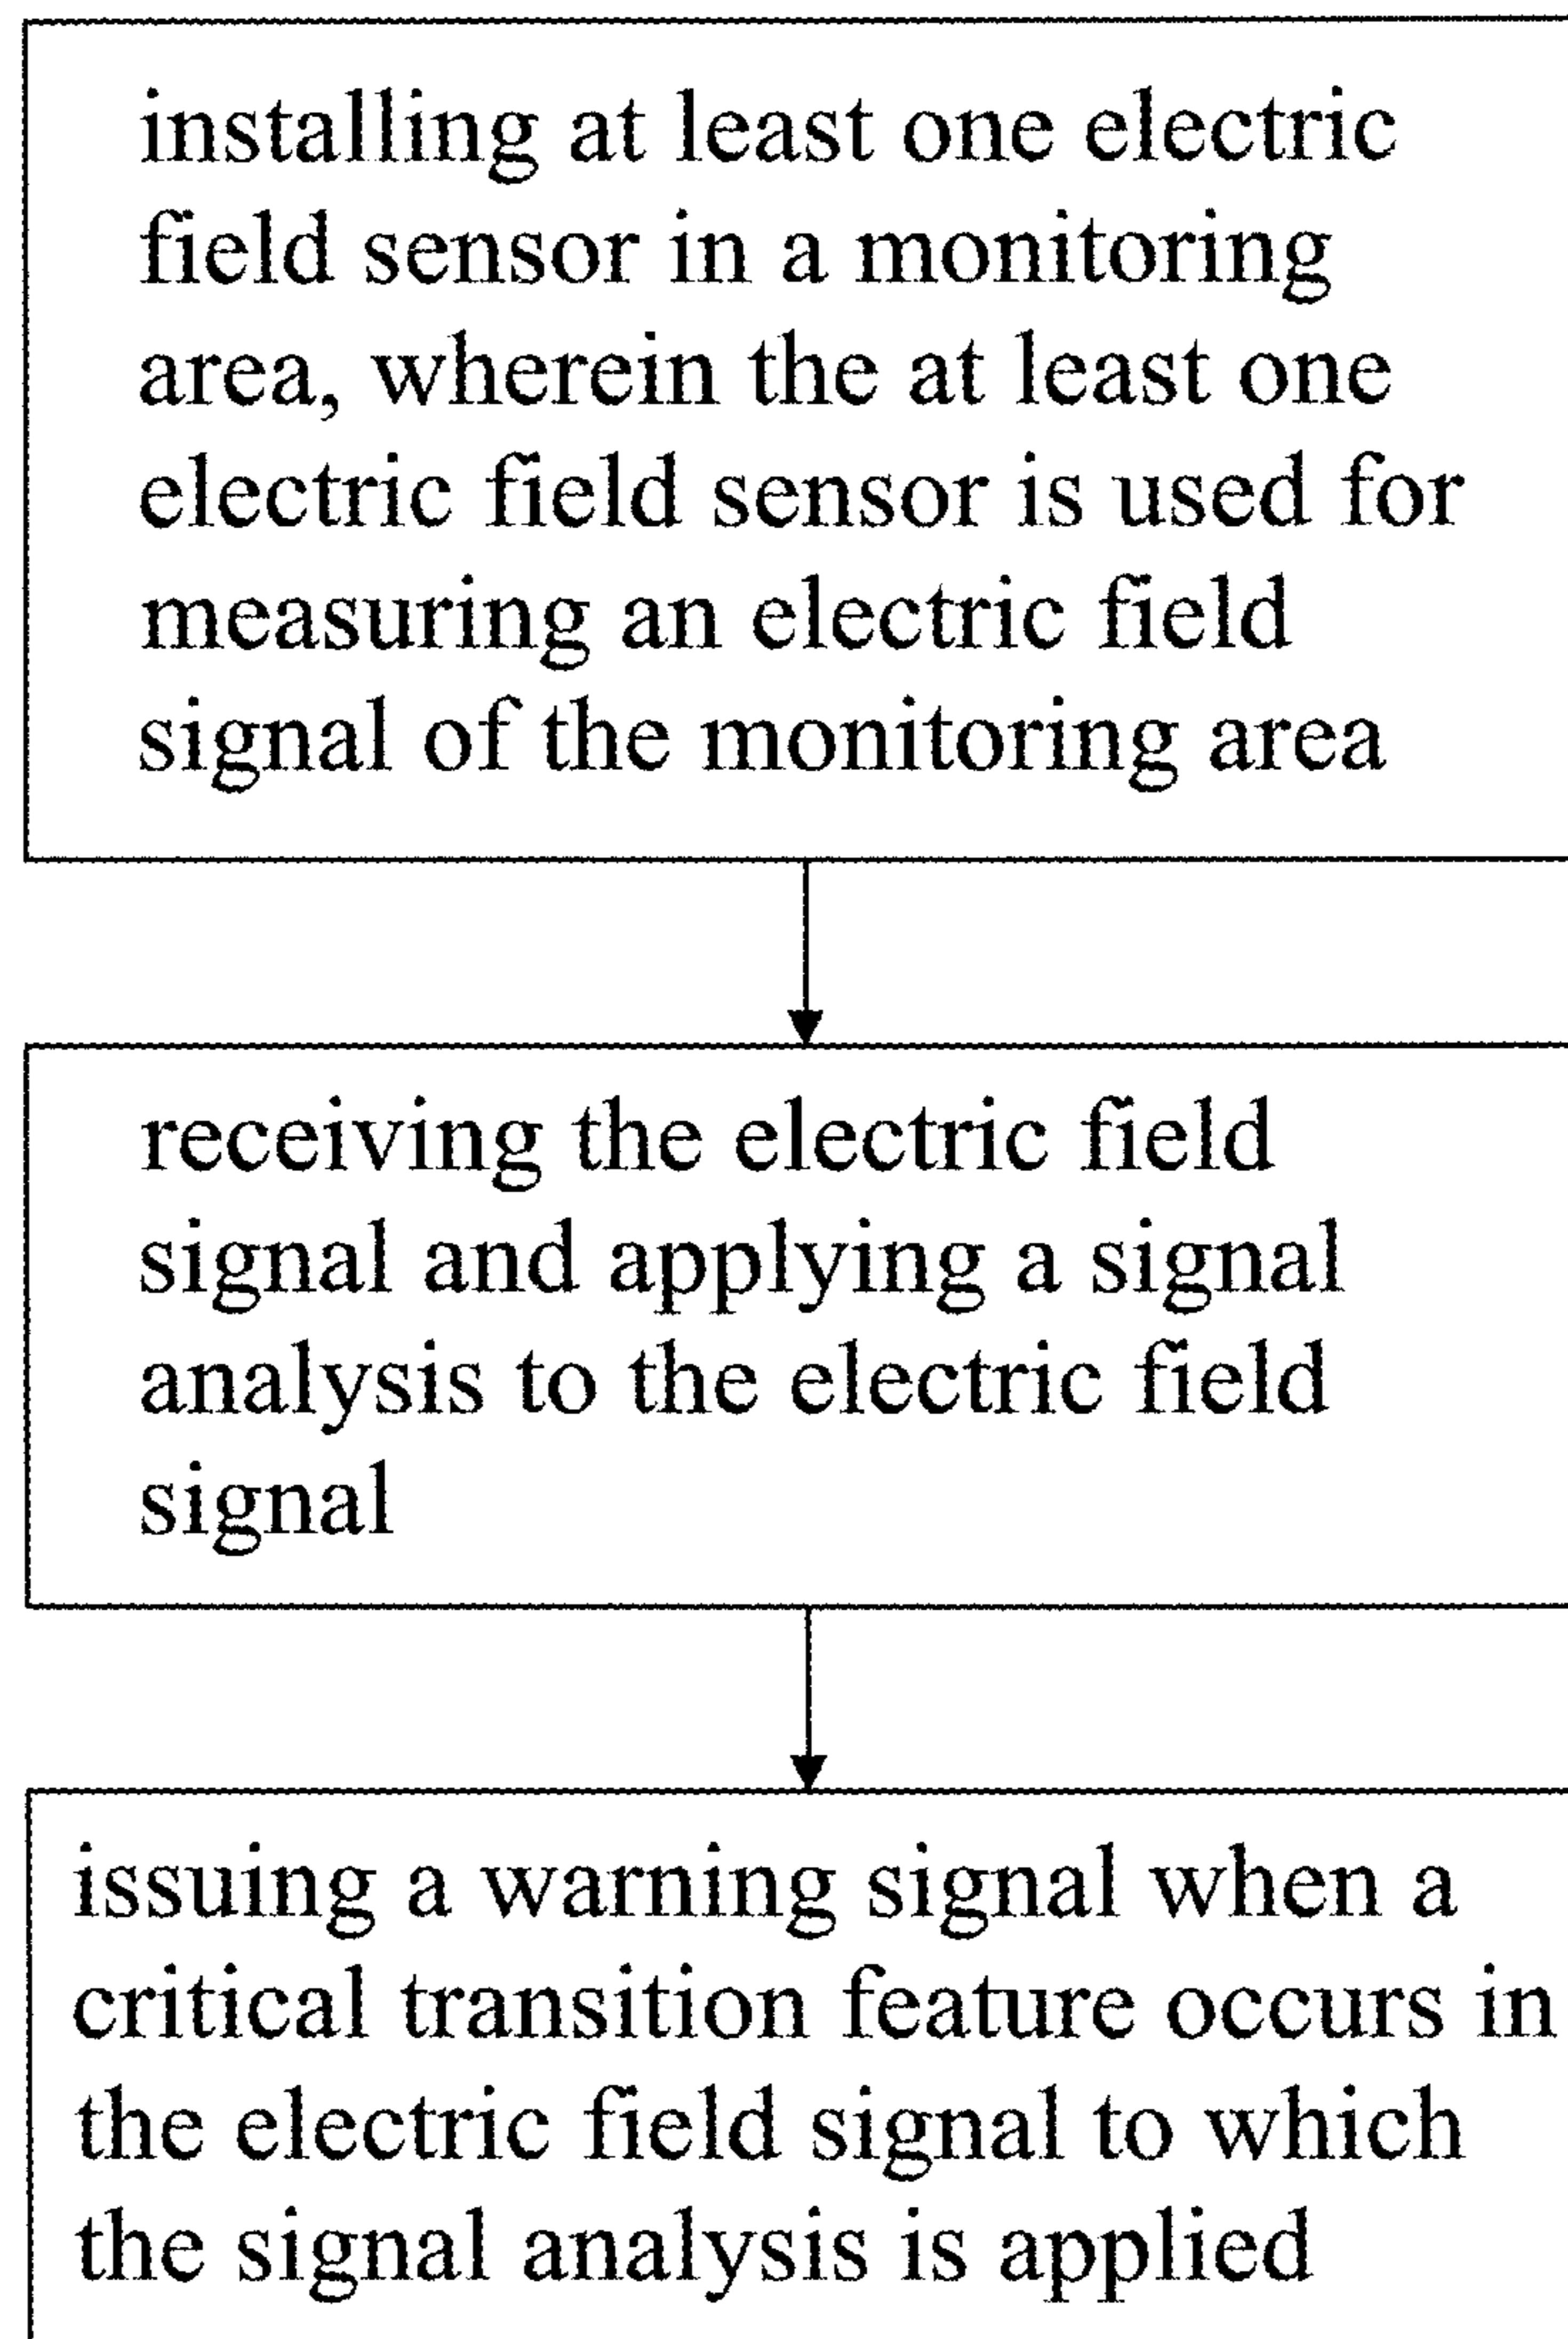 installing at least one electric
field sensor in a monitoring
area, wherein the at least one
electric field sensor is used for
measuring an electric field
signal of the monitoring area
receiving the electric field
signal and applying a signal
analysis to the electric field
signal
issuing a warning signal when a
critical transition feature occurs in
the electric field signal to which
the signal analysis is applied